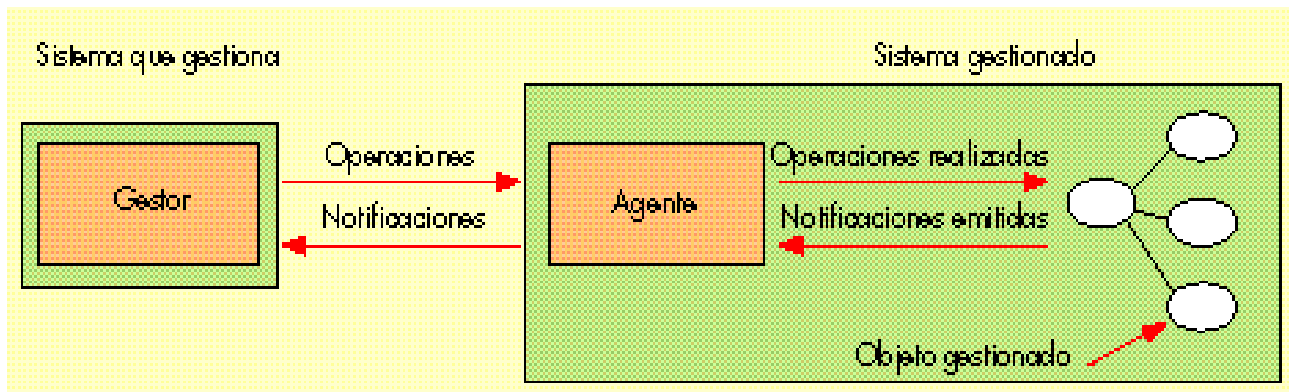 Sistema que gestiona
Sistema gestionado
Gestor
Operaciones
Notificaciones
Agente
Operaciones realizadas
Notificaciones emitidas
Objeto gestionado